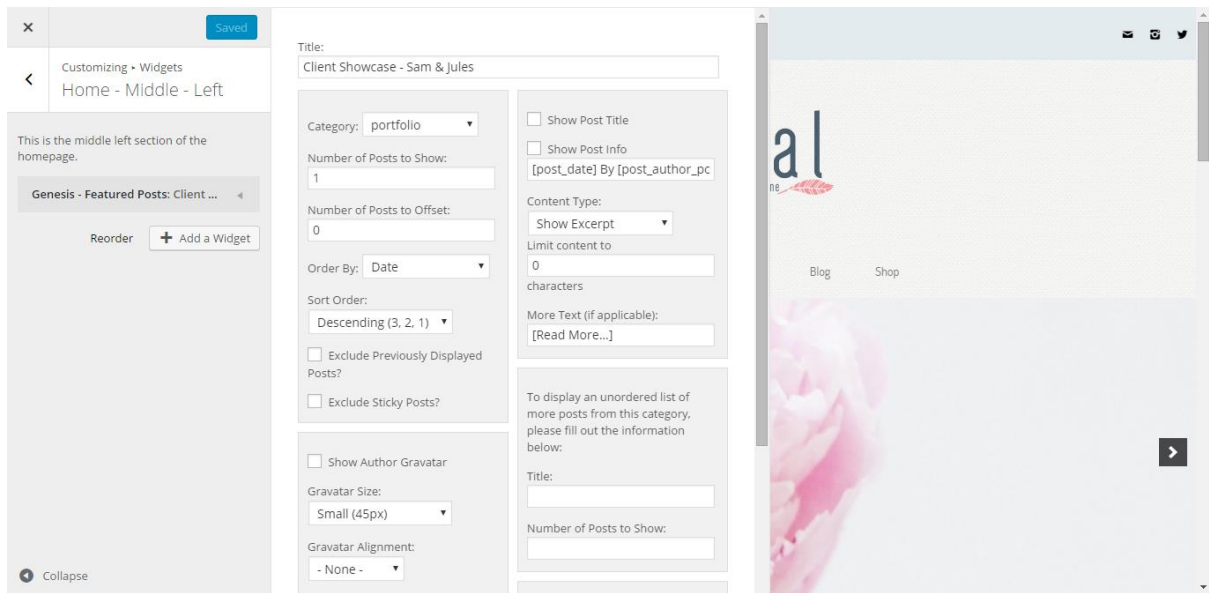 Saved
Customizing ▸ Widgets
Home - Middle - Left
This is the middle left section of the
homepage.
Genesis - Featured Posts: Client ...
Reorder
Add a Widget
Collapse
Title:
Client Showcase - Sam & Jules
Category: portfolio
Number of Posts to Show:
1
Number of Posts to Offset:
0
Order By: Date
Sort Order:
Descending (3, 2, 1)
Exclude Previously Displayed
Posts?
Exclude Sticky Posts?
Show Author Gravatar
Gravatar Size:
Small (45px)
Gravatar Alignment:
- None -
Show Post Title
Show Post Info
[post_date] By [post_author_pc
Content Type:
Show Excerpt
Limit content to
0
characters
More Text (if applicable):
[Read More...]
To display an unordered list of
more posts from this category,
please fill out the information
below:
Title:
Number of Posts to Show:
al
ne
Blog
Shop